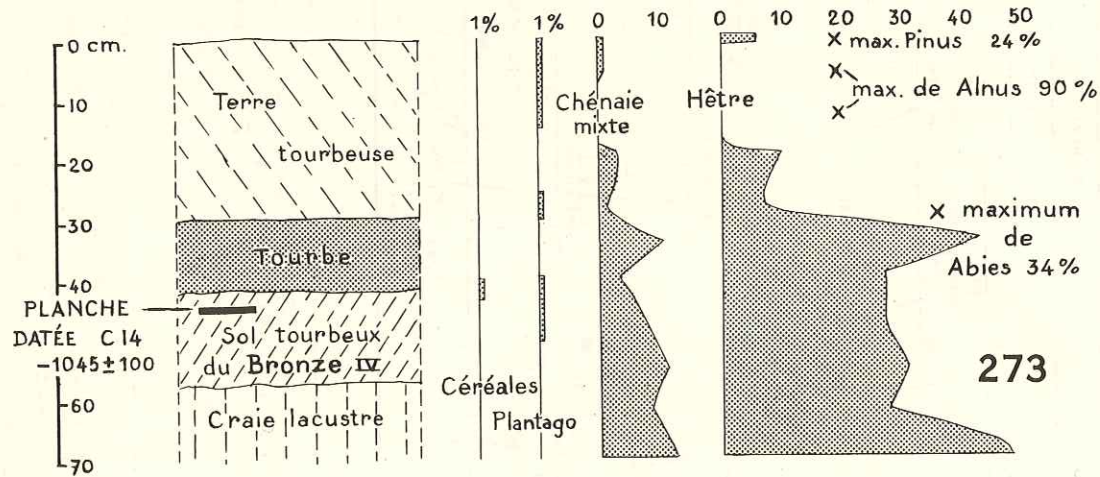 1% 1% 0 10 0 10 20 30 40 50
0 cm.
-10
-20
-30
-40
-60
-70
PLANCHE
DATÉE C 14
-1045±100
Terre
tourbeuse
Tourbe
Sol tourbeux
du Bronze IV
Craie lacustre
Céréales
Plantago
Chênaie
mixte
Hêtre
x max. Pinus 24%
x
x
max. de Alnus 90%
x maximum
de
Abies 34%
273